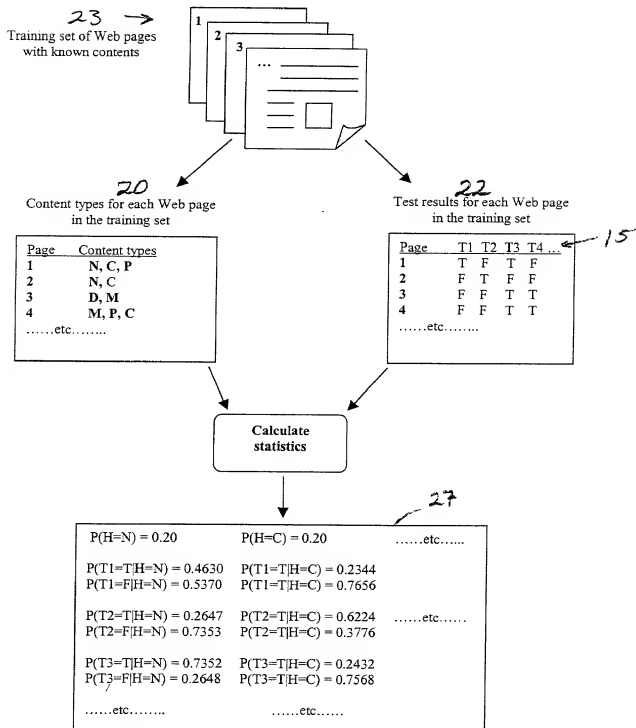 23 →
Training set of Web pages
with known contents
1
2
3
...
20
Content types for each Web page
in the training set
Page Content types
1 N, C, P
2 N, C
3 D, M
4 M, P, C
......etc........
22
Test results for each Web page
in the training set
15
Page T1 T2 T3 T4 ...
1 T F T F
2 F T F F
3 F F T T
4 F F T T
......etc........
Calculate
statistics
27
P(H=N) = 0.20 P(H=C) = 0.20 ......etc......
P(T1=T|H=N) = 0.4630 P(T1=T|H=C) = 0.2344
P(T1=F|H=N) = 0.5370 P(T1=T|H=C) = 0.7656
P(T2=T|H=N) = 0.2647 P(T2=T|H=C) = 0.6224 ......etc......
P(T2=F|H=N) = 0.7353 P(T2=T|H=C) = 0.3776
P(T3=T|H=N) = 0.7352 P(T3=T|H=C) = 0.2432
P(T3=F|H=N) = 0.2648 P(T3=T|H=C) = 0.7568
......etc........ ......etc......